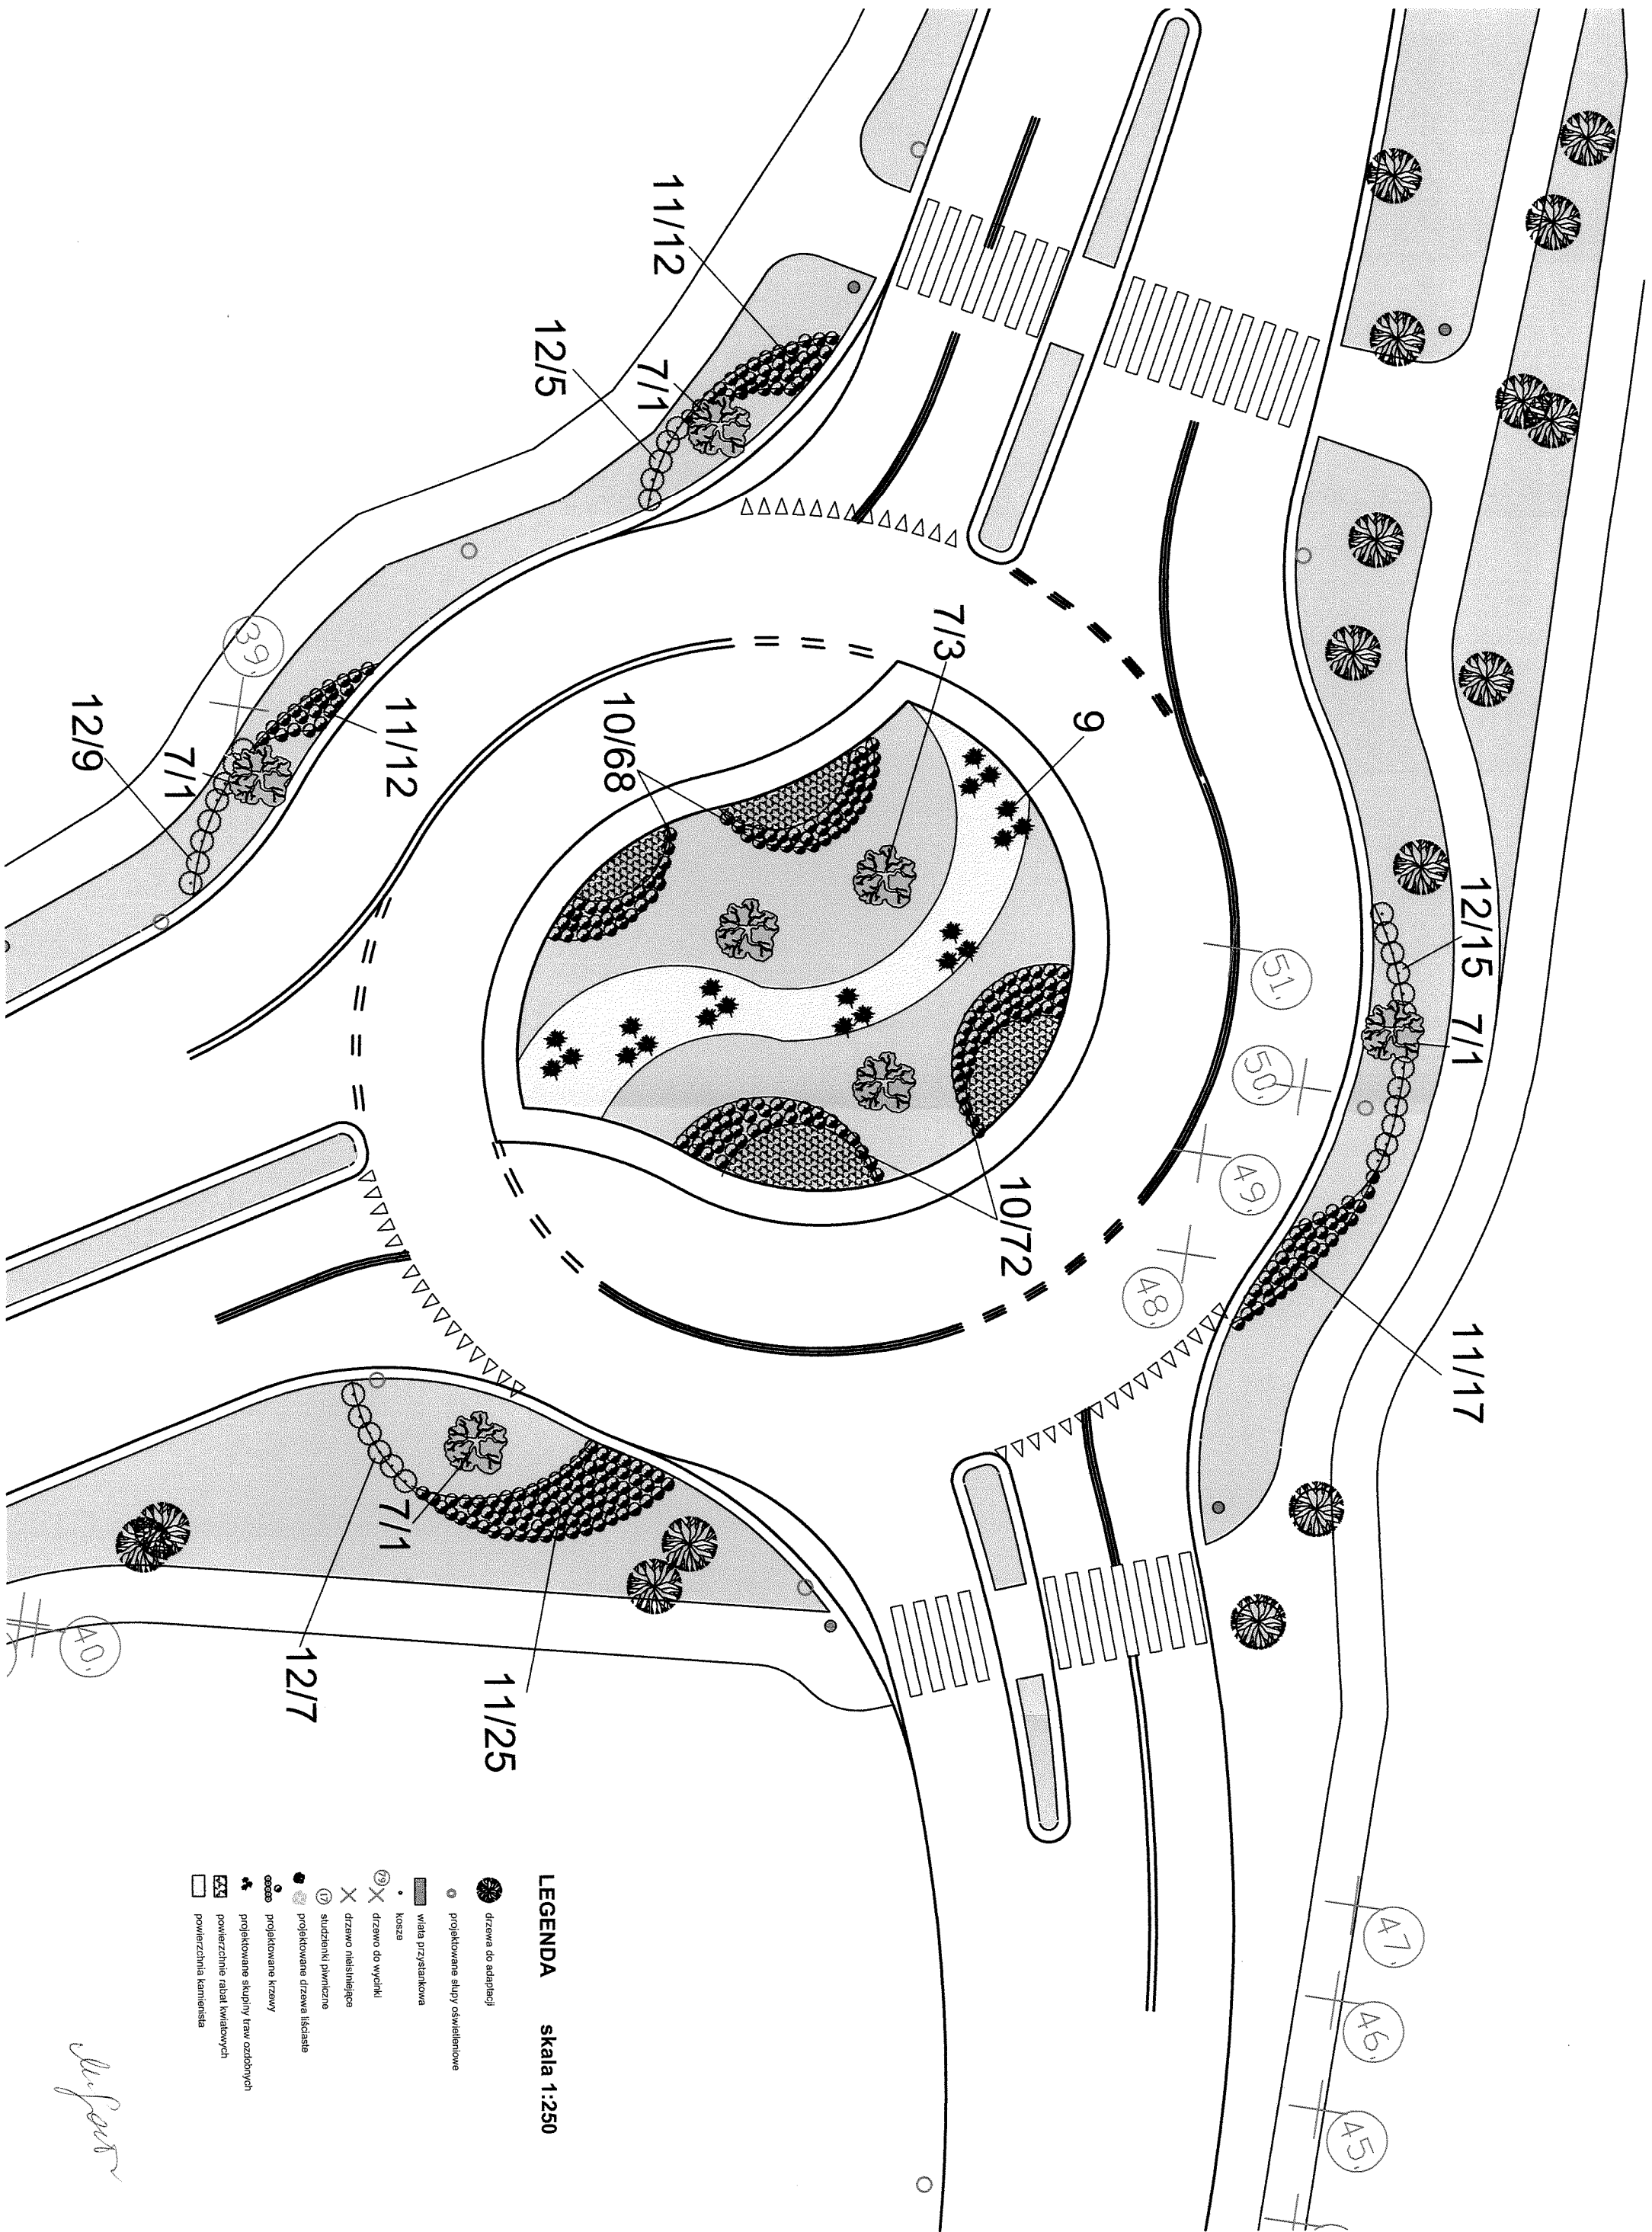 11/12
12/5
7/1
39.
11/12
12/9
7/1
7/3
9
10/68
10/72
12/15
7/1
11/17
51.
50.
49.
48.
7/1
12/7
11/25
40.
47.
46.
45.
LEGENDA skala 1:250
drzewa do adaptacji
projektowane słupy oświetleniowe
wiata przystankowa
kosze
79 drzewo do wycinki
drzewo nieistniejące
17 studzienki piwniczne
projektowane drzewa liściaste
projektowane krzewy
projektowane skupiny traw ozdobnych
powierzchnie rabat kwiatowych
powierzchnia kamienista